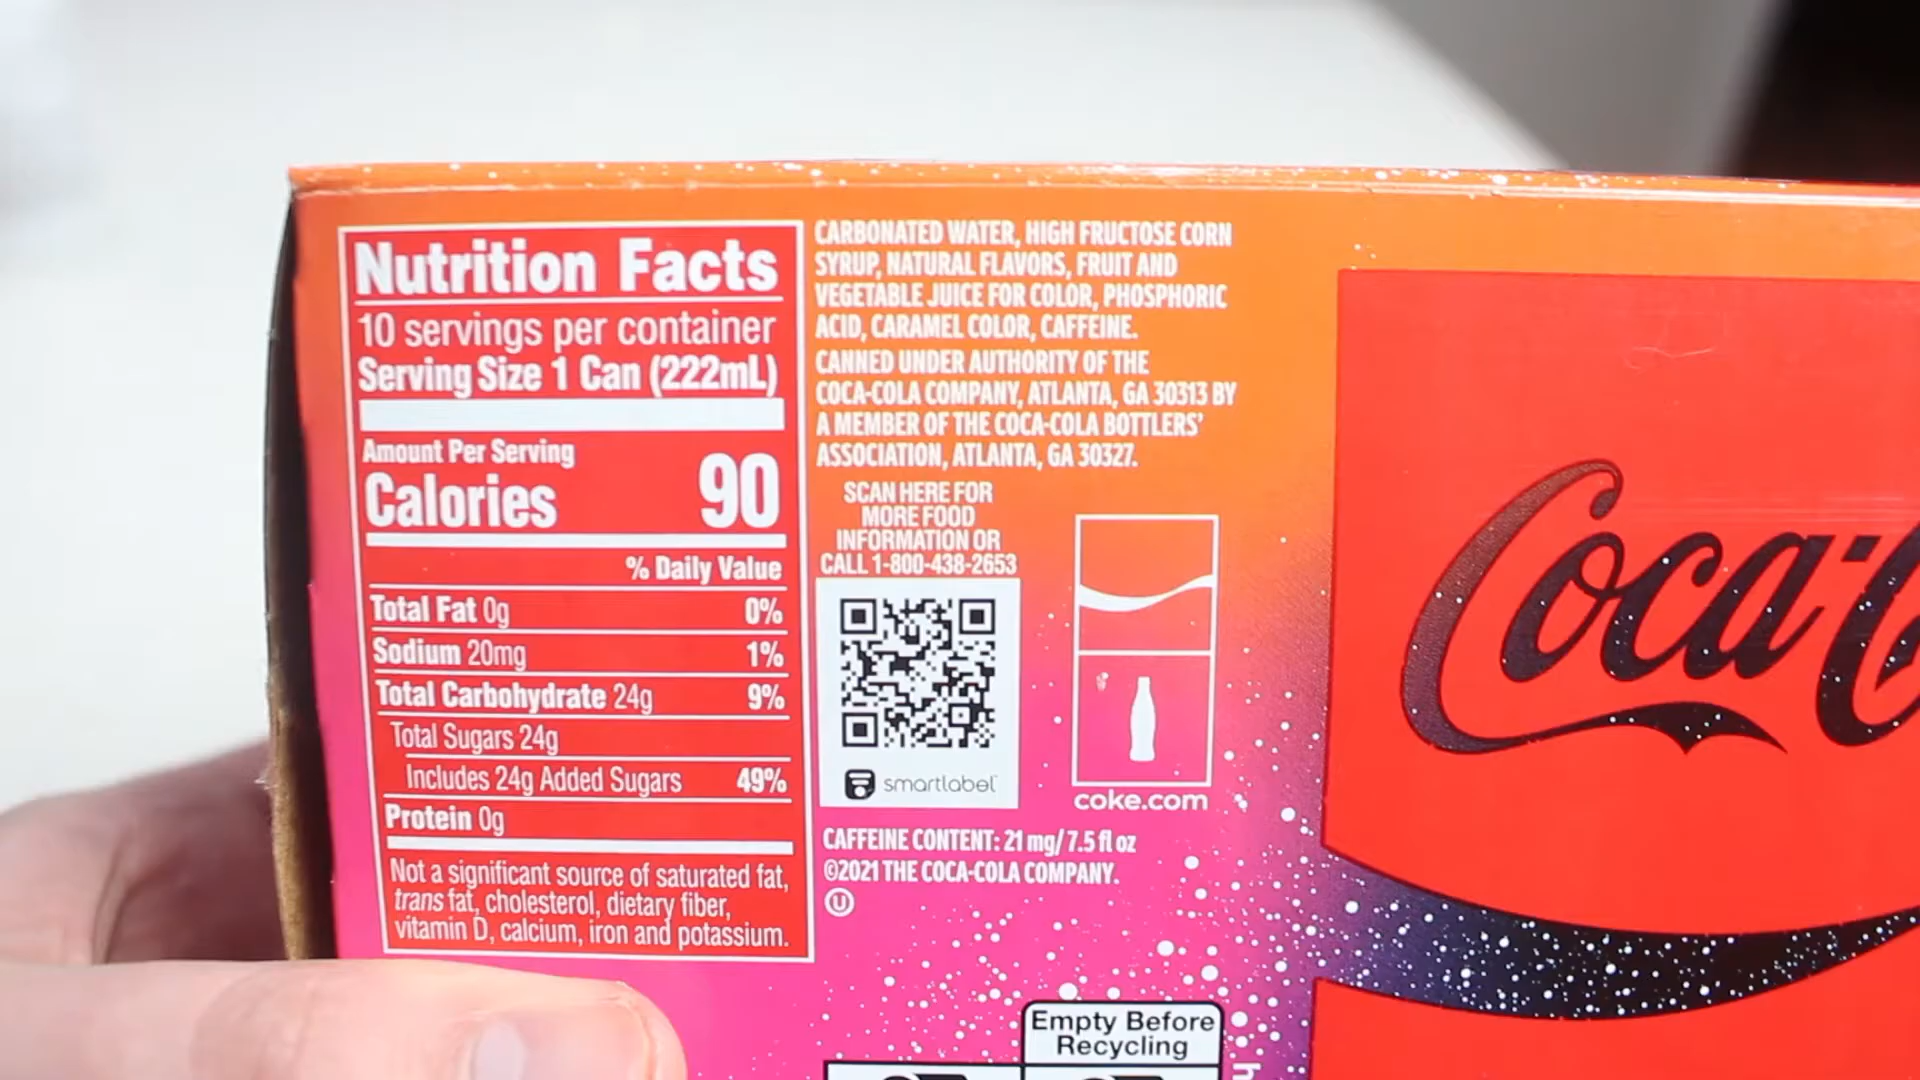 Nutrition Facts
10 servings per container
Serving Size 1 Can (222mL)
Amount Per Serving
Calories 90
% Daily Value
Total Fat 0g 0%
Sodium 20mg 1%
Total Carbohydrate 24g 9%
Total Sugars 24g
Includes 24g Added Sugars 49%
Protein 0g
Not a significant source of saturated fat,
trans fat, cholesterol, dietary fiber,
vitamin D, calcium, iron and potassium.
CARBONATED WATER, HIGH FRUCTOSE CORN
SYRUP, NATURAL FLAVORS, FRUIT AND
VEGETABLE JUICE FOR COLOR, PHOSPHORIC
ACID, CARAMEL COLOR, CAFFEINE.
CANNED UNDER AUTHORITY OF THE
COCA-COLA COMPANY, ATLANTA, GA 30313 BY
A MEMBER OF THE COCA-COLA BOTTLERS'
ASSOCIATION, ATLANTA, GA 30327.
SCAN HERE FOR
MORE FOOD
INFORMATION OR
CALL 1-800-438-2653
smartlabel
coke.com
CAFFEINE CONTENT: 21 mg/ 7.5 fl oz
©2021 THE COCA-COLA COMPANY.
U
Empty Before
Recycling
Coca-C